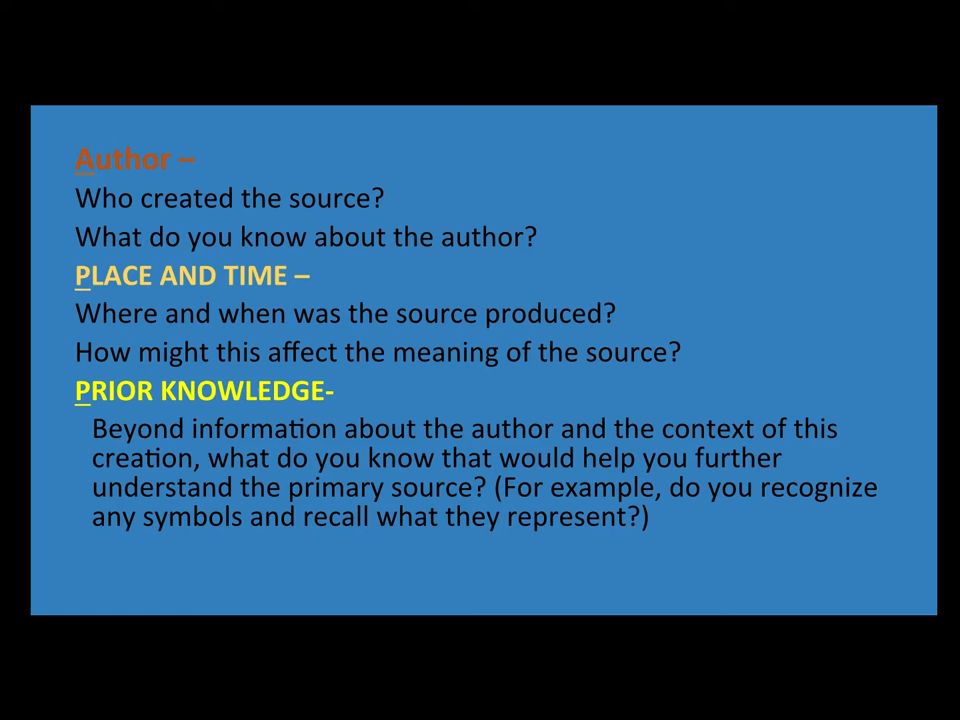 Author –
Who created the source?
What do you know about the author?
PLACE AND TIME –
Where and when was the source produced?
How might this affect the meaning of the source?
PRIOR KNOWLEDGE-
Beyond information about the author and the context of this
creation, what do you know that would help you further
understand the primary source? (For example, do you recognize
any symbols and recall what they represent?)